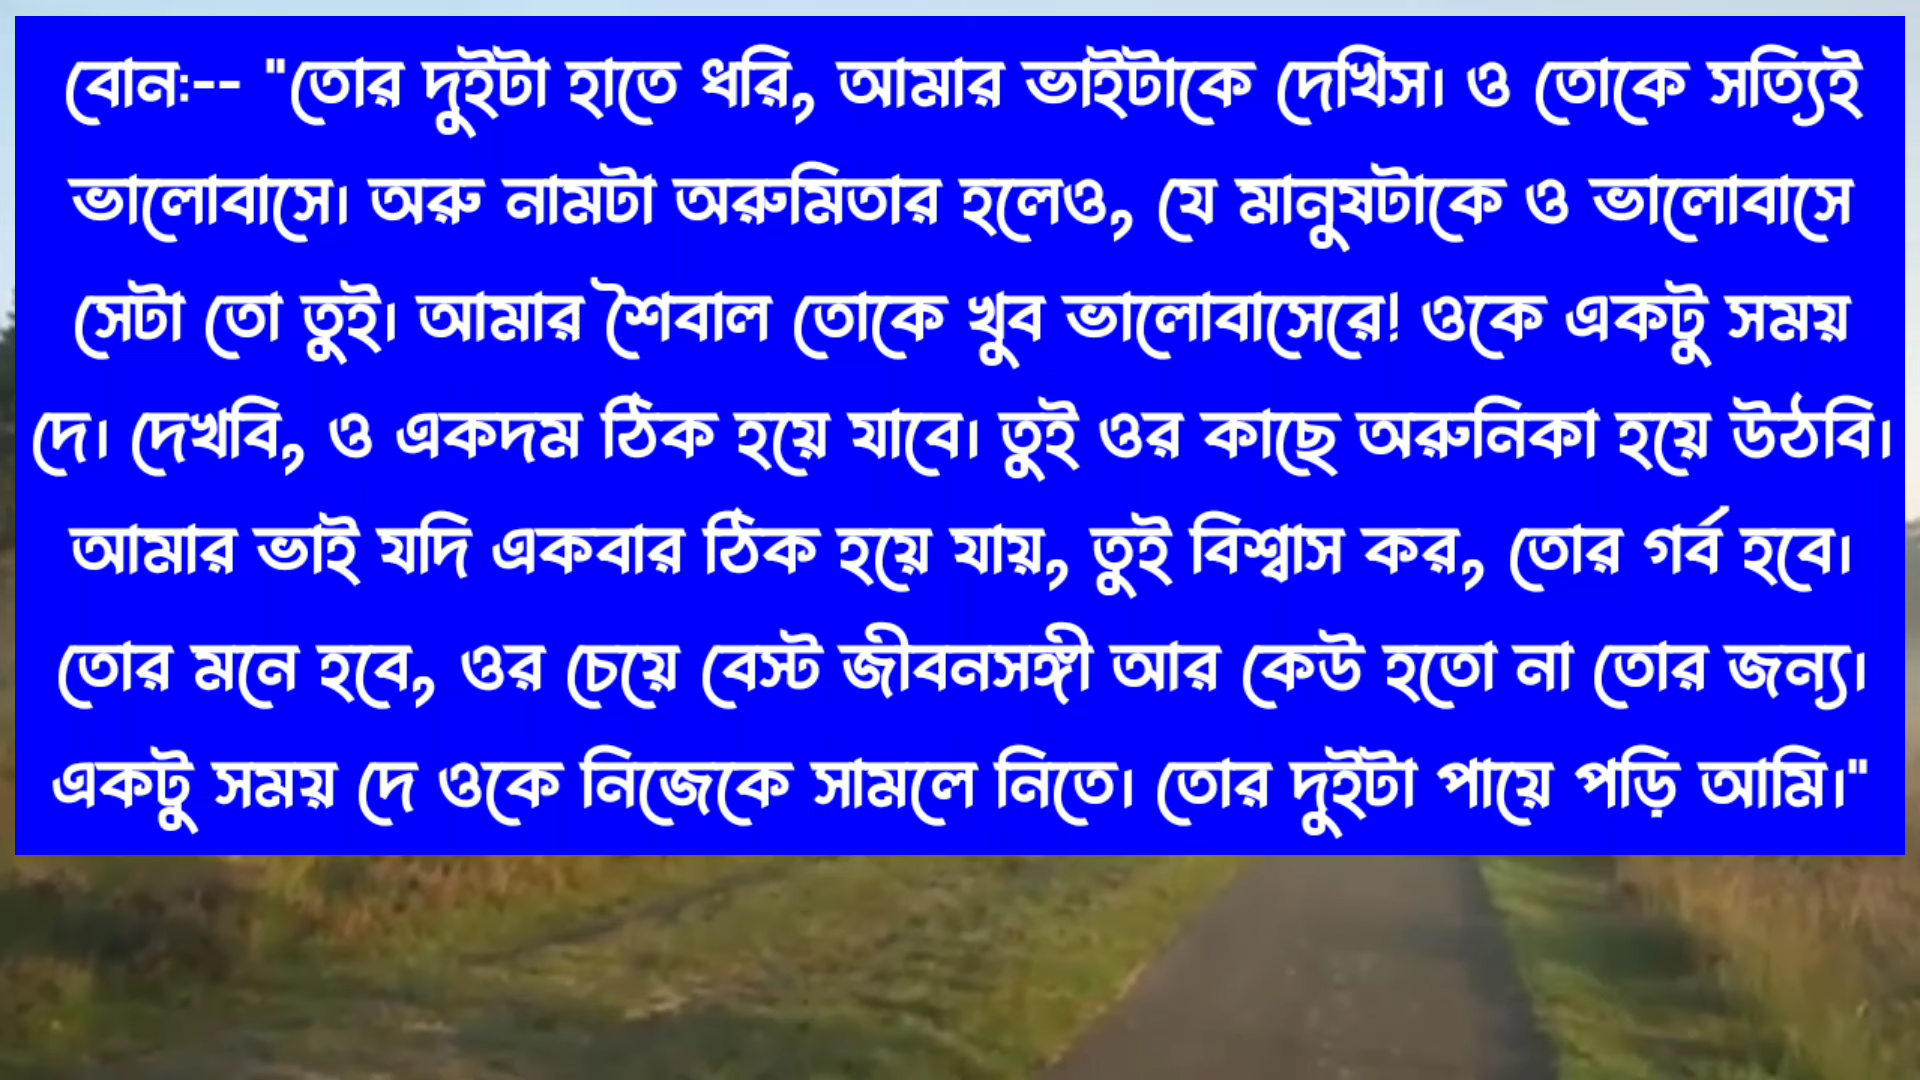 বোন:-- "তোর দুইটা হাতে ধরি, আমার ভাইটাকে দেখিস। ও তোকে সত্যিই
ভালোবাসে। অরু নামটা অরুমিতার হলেও, যে মানুষটাকে ও ভালোবাসে
সেটা তো তুই। আমার শৈবাল তোকে খুব ভালোবাসেরে! ওকে একটু সময়
দে। দেখবি, ও একদম ঠিক হয়ে যাবে। তুই ওর কাছে অরুনিকা হয়ে উঠবি।
আমার ভাই যদি একবার ঠিক হয়ে যায়, তুই বিশ্বাস কর, তোর গর্ব হবে।
তোর মনে হবে, ওর চেয়ে বেস্ট জীবনসঙ্গী আর কেউ হতো না তোর জন্য।
একটু সময় দে ওকে নিজেকে সামলে নিতে। তোর দুইটা পায়ে পড়ি আমি।"